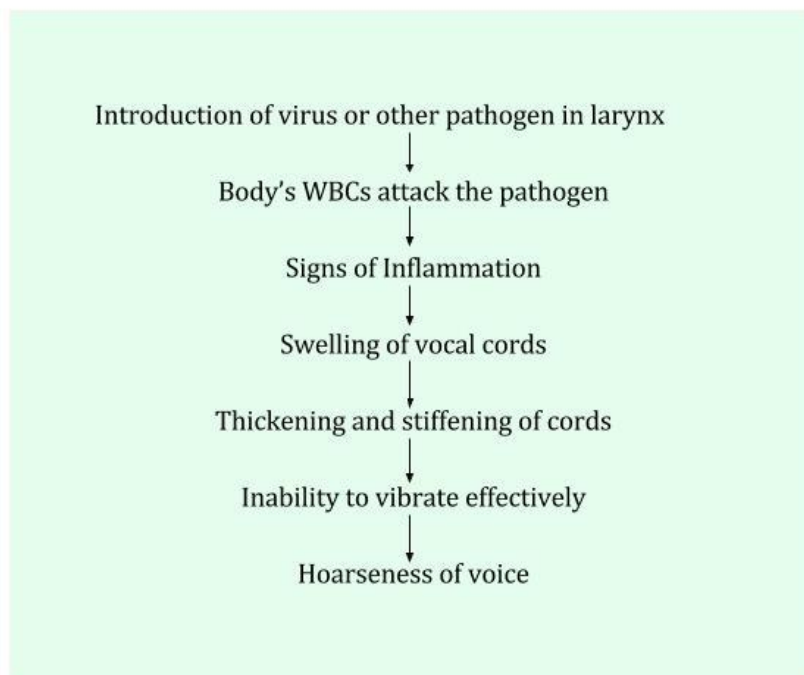 Introduction of virus or other pathogen in larynx
Body's WBCs attack the pathogen
Signs of Inflammation
Swelling of vocal cords
Thickening and stiffening of cords
Inability to vibrate effectively
Hoarseness of voice